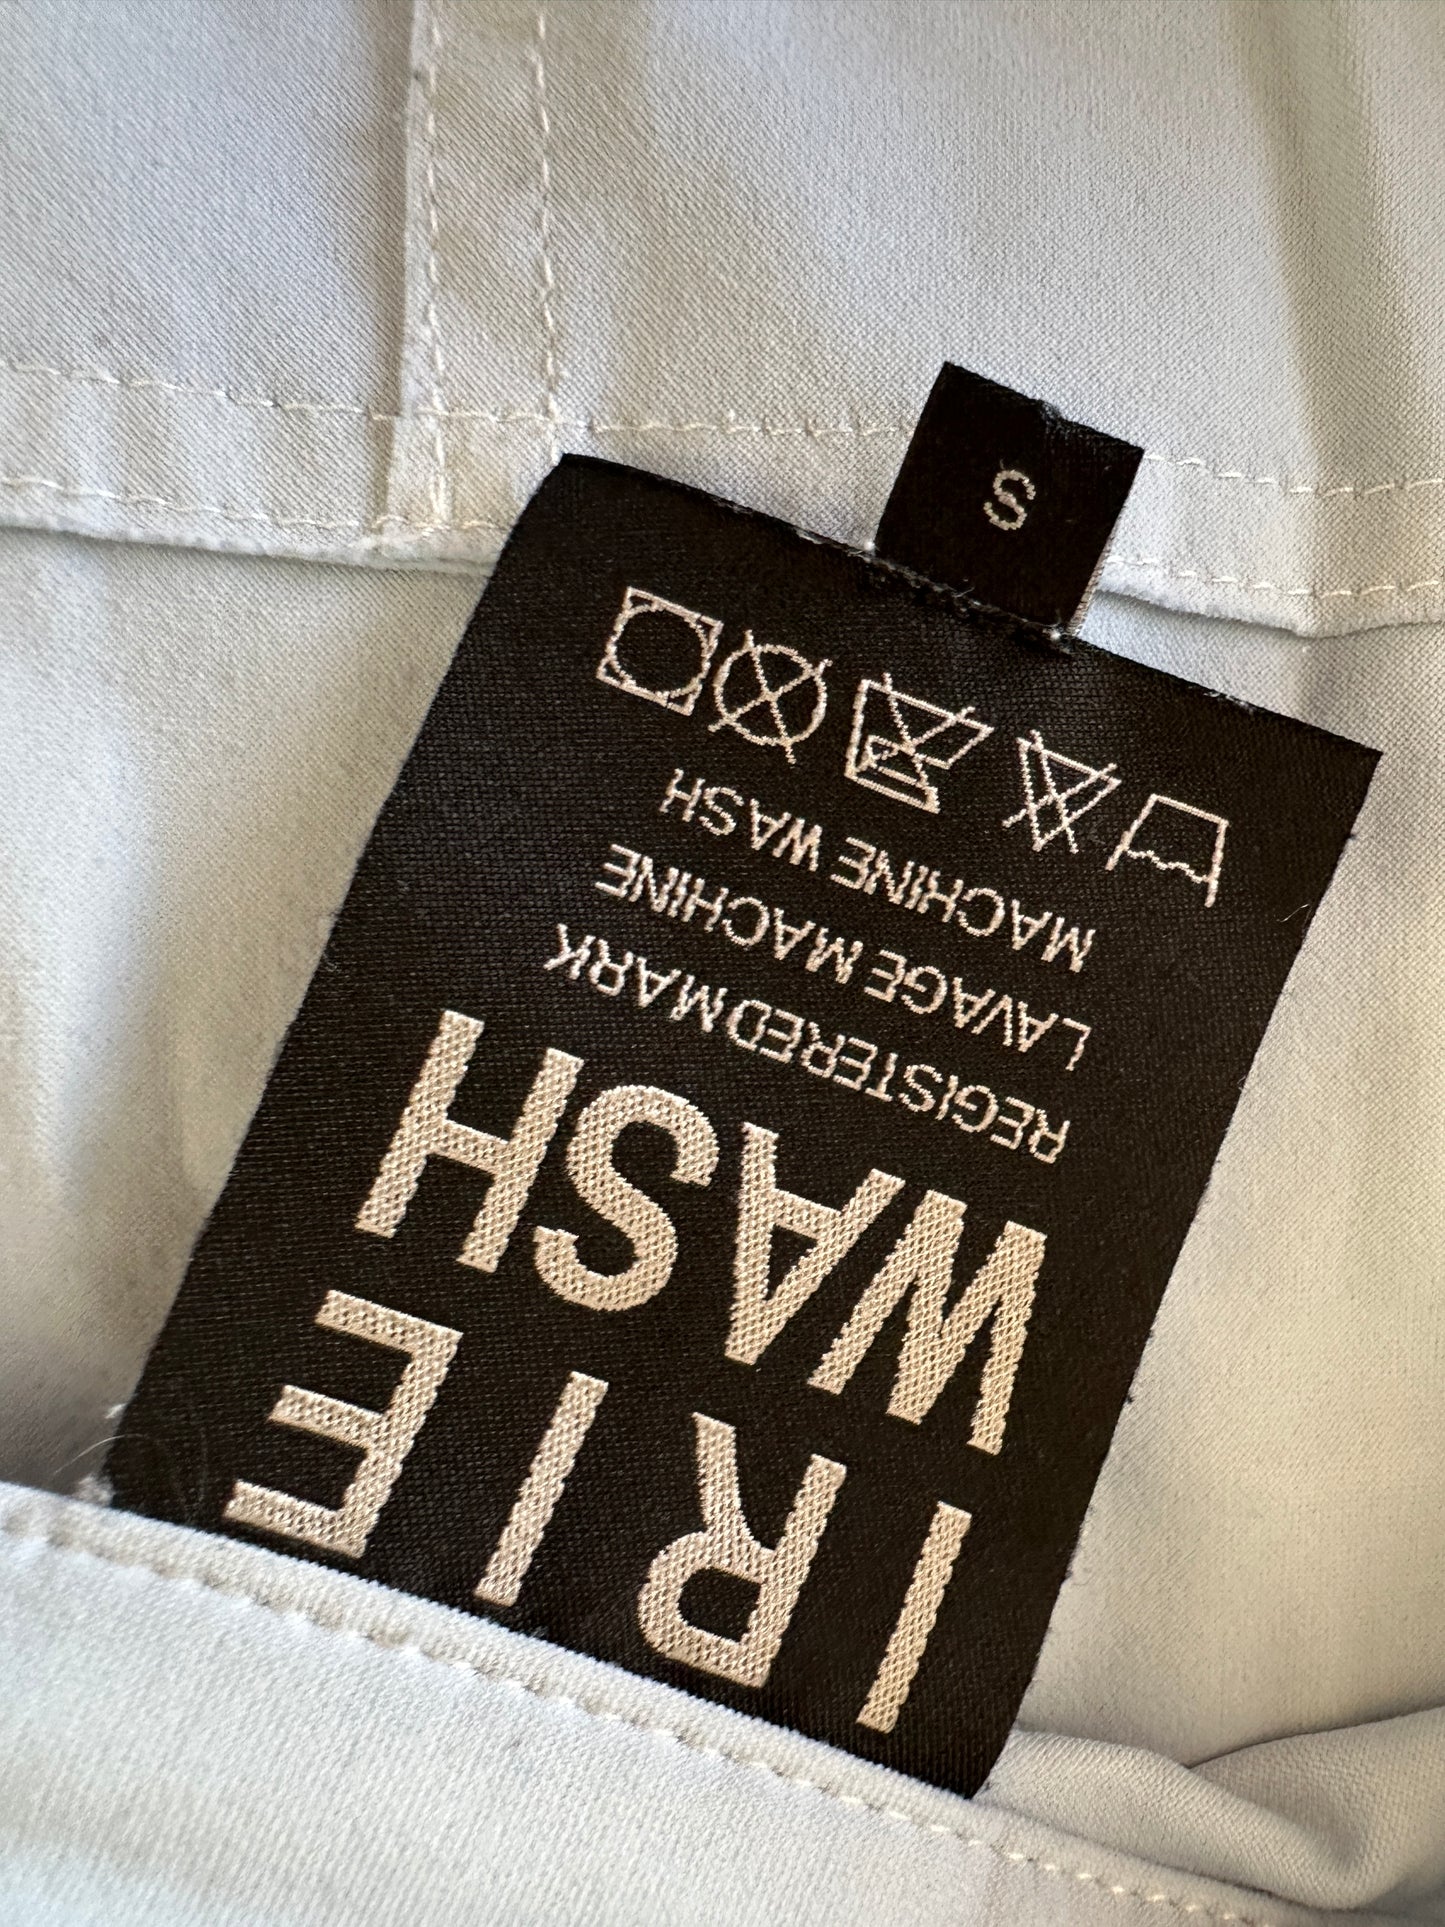 IRIE
WASH
REGISTERED MARK
LAVAGE MACHINE
MACHINE WASH
S